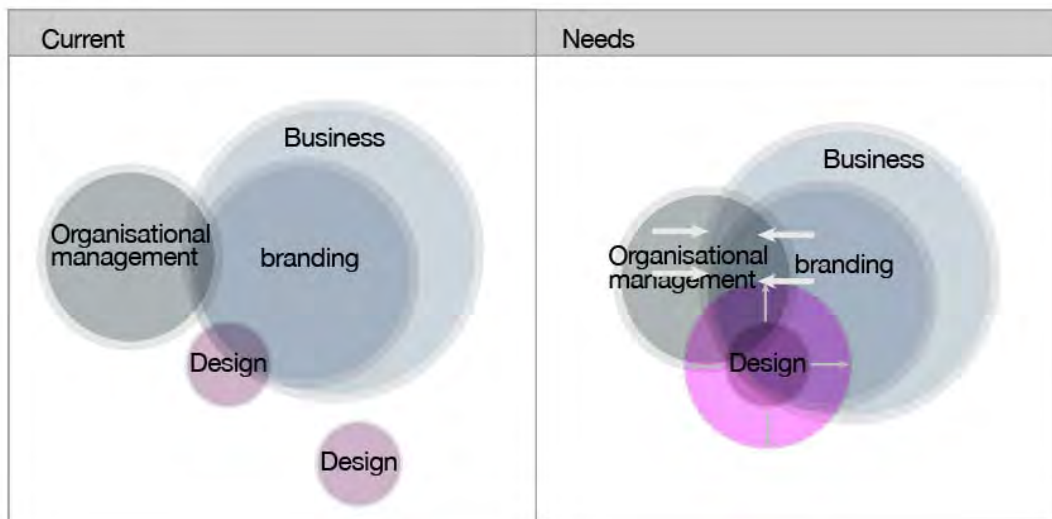 Current
Business
Organisational
management
branding
Design
Design
Needs
Business
Organisational
management
branding
Design